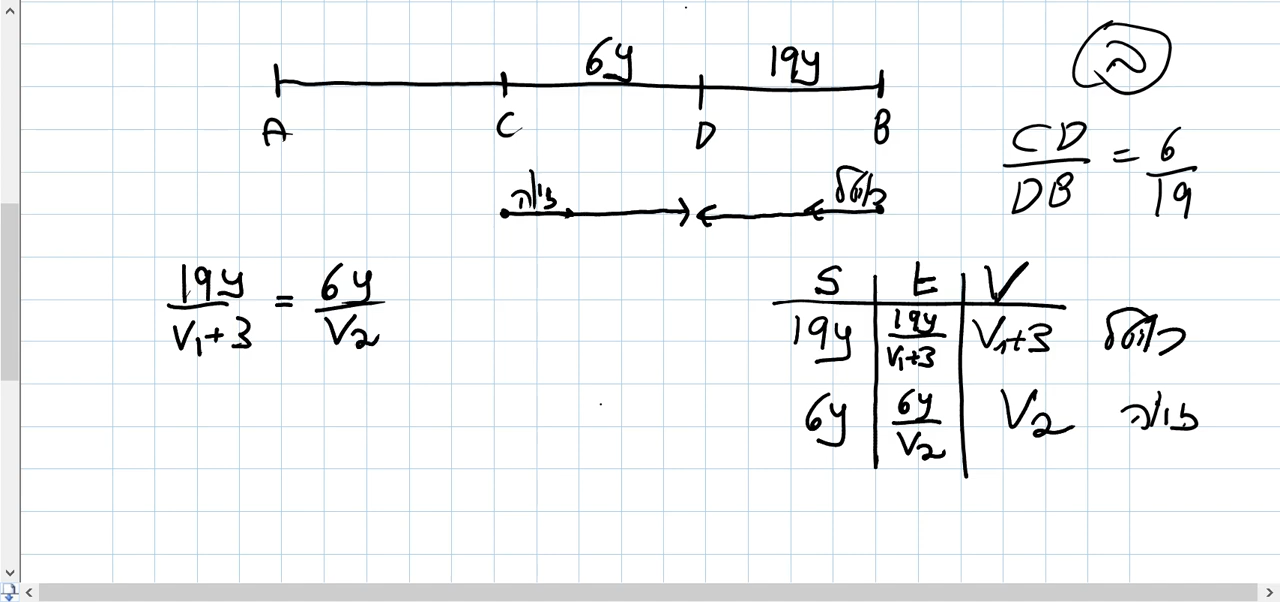 6y 19y
A C D B
CD/DB = 6/19
19y/(V₁+3) = 6y/V₂
S t V
19y 19y/(V₁+3) V₁+3
6y 6y/V₂ V₂